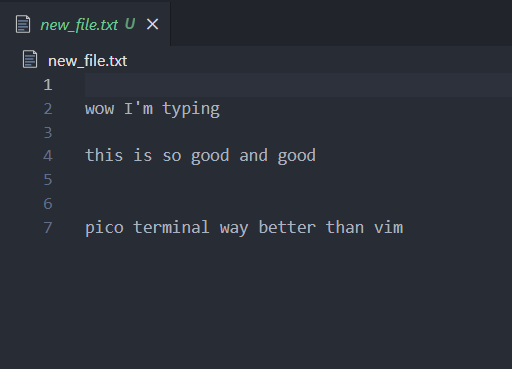 new_file.txt U
new_file.txt
1
2 wow I'm typing
3
4 this is so good and good
5
6
7 pico terminal way better than vim